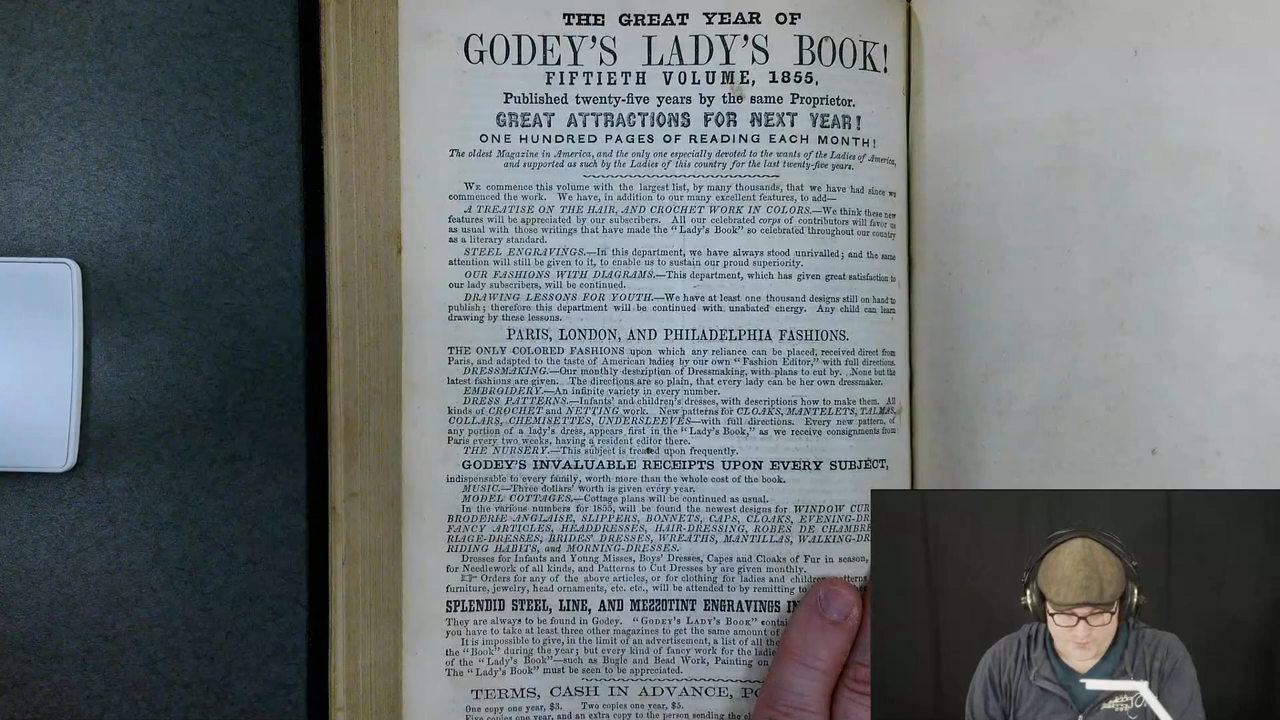 THE GREAT YEAR OF
GODEY'S LADY'S BOOK!
FIFTIETH VOLUME, 1855,
Published twenty-five years by the same Proprietor.
GREAT ATTRACTIONS FOR NEXT YEAR!
ONE HUNDRED PAGES OF READING EACH MONTH!
The oldest Magazine in America, and the only one especially devoted to the wants of the Ladies of America,
and supported as such by the Ladies of this country for the last twenty-five years.
WE commence this volume with the largest list, by many thousands, that we have had since we
commenced the work. We have, in addition to our many excellent features, to add—
A TREATISE ON THE HAIR, AND CROCHET WORK IN COLORS.—We think these new
features will be appreciated by our subscribers. All our celebrated corps of contributors will favor us
as usual with those writings that have made the "Lady's Book" so celebrated throughout our country
as a literary standard.
STEEL ENGRAVINGS.—In this department, we have always stood unrivalled; and the same
attention will still be given to it, to enable us to sustain our proud superiority.
OUR FASHIONS WITH DIAGRAMS.—This department, which has given great satisfaction to
our lady subscribers, will be continued.
DRAWING LESSONS FOR YOUTH.—We have at least one thousand designs still on hand to
publish; therefore this department will be continued with unabated energy. Any child can learn
drawing by these lessons.
PARIS, LONDON, AND PHILADELPHIA FASHIONS.
THE ONLY COLORED FASHIONS upon which any reliance can be placed, received direct from
Paris, and adapted to the taste of American ladies by our own "Fashion Editor," with full directions.
DRESSMAKING.—Our monthly description of Dressmaking, with plans to cut by. None but the
latest fashions are given. The directions are so plain, that every lady can be her own dressmaker.
EMBROIDERY.—An infinite variety in every number.
DRESS PATTERNS.—Infants' and children's dresses, with descriptions how to make them. All
kinds of CROCHET and NETTING work. New patterns for CLOAKS, MANTELETS, TALMAS,
COLLARS, CHEMISETTES, UNDERSLEEVES—with full directions. Every new pattern, of
any portion of a lady's dress, appears first in the "Lady's Book," as we receive consignments from
Paris every two weeks, having a resident editor there.
THE NURSERY.—This subject is treated upon frequently.
GODEY'S INVALUABLE RECEIPTS UPON EVERY SUBJECT,
indispensable to every family, worth more than the whole cost of the book.
MUSIC.—Three dollars' worth is given every year.
MODEL COTTAGES.—Cottage plans will be continued as usual.
In the various numbers for 1855, will be found the newest designs for WINDOW CUR
BRODERIE ANGLAISE, SLIPPERS, BONNETS, CAPS, CLOAKS, EVENING-DR
FANCY ARTICLES, HEADDRESSES, HAIR-DRESSING, ROBES DE CHAMBRE
RIAGE-DRESSES, BRIDES' DRESSES, WREATHS, MANTILLAS, WALKING-DR
RIDING HABITS, and MORNING-DRESSES.
Dresses for Infants and Young Misses, Boys' Dresses, Capes and Cloaks of Fur in season,
for Needlework of all kinds, and Patterns to Cut Dresses by are given monthly.
☞ Orders for any of the above articles, or for clothing for ladies and children, patterns
furniture, jewelry, head ornaments, etc. etc., will be attended to by remitting to
SPLENDID STEEL, LINE, AND MEZZOTINT ENGRAVINGS IN
They are always to be found in Godey. "GODEY'S LADY'S BOOK" contai
you have to take at least three other magazines to get the same amount of
It is impossible to give, in the limit of an advertisement, a list of all the
the "Book" during the year; but every kind of fancy work for the ladie
of the "Lady's Book"—such as Bugle and Bead Work, Painting on
The "Lady's Book" must be seen to be appreciated.
TERMS, CASH IN ADVANCE, PO
One copy one year, $3. Two copies one year, $5.
Five copies one year, and an extra copy to the person sending the cl